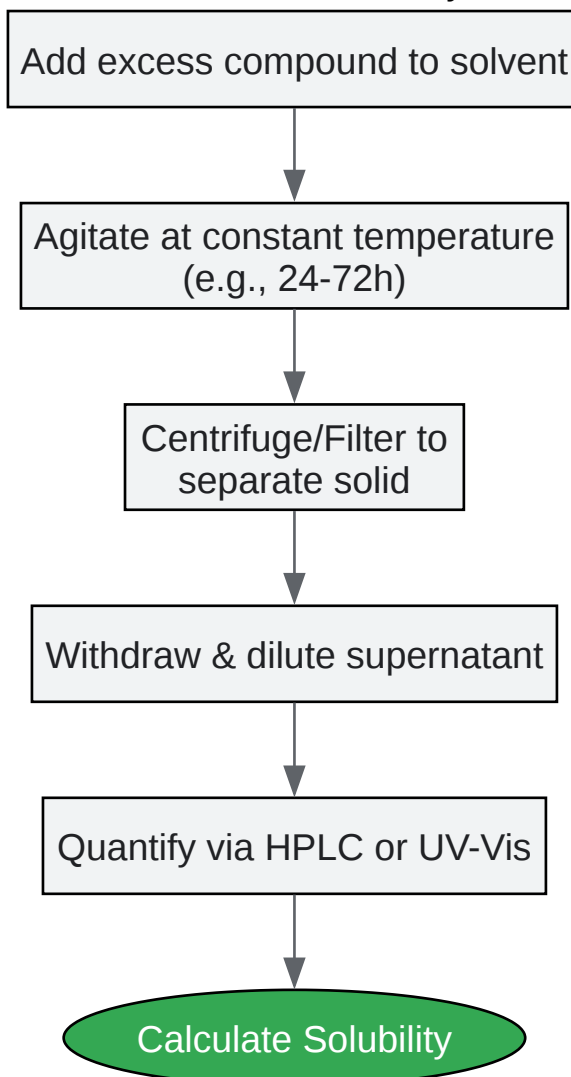 Add excess compound to solvent
Agitate at constant temperature
(e.g., 24-72h)
Centrifuge/Filter to
separate solid
Withdraw & dilute supernatant
Quantify via HPLC or UV-Vis
Calculate Solubility